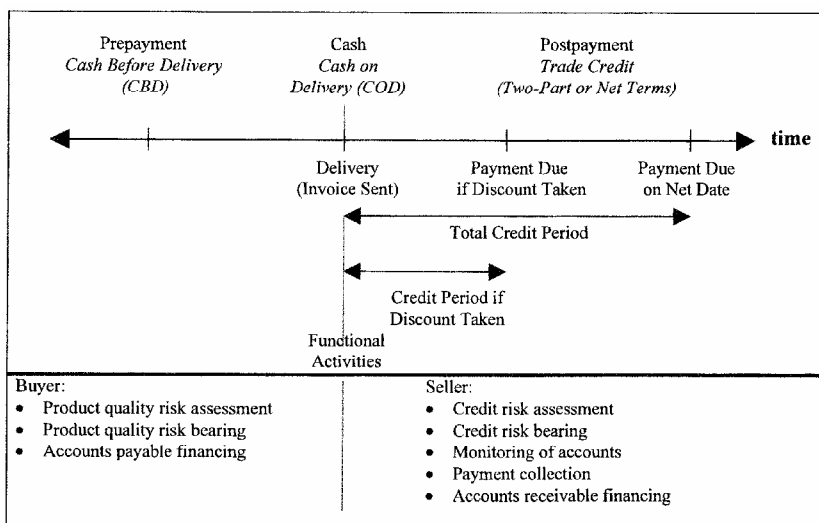 Prepayment
Cash Before Delivery
(CBD)
Cash
Cash on
Delivery (COD)
Postpayment
Trade Credit
(Two-Part or Net Terms)
time
Delivery
(Invoice Sent)
Payment Due
if Discount Taken
Payment Due
on Net Date
Total Credit Period
Credit Period if
Discount Taken
Functional
Activities
Buyer:
• Product quality risk assessment
• Product quality risk bearing
• Accounts payable financing
Seller:
• Credit risk assessment
• Credit risk bearing
• Monitoring of accounts
• Payment collection
• Accounts receivable financing